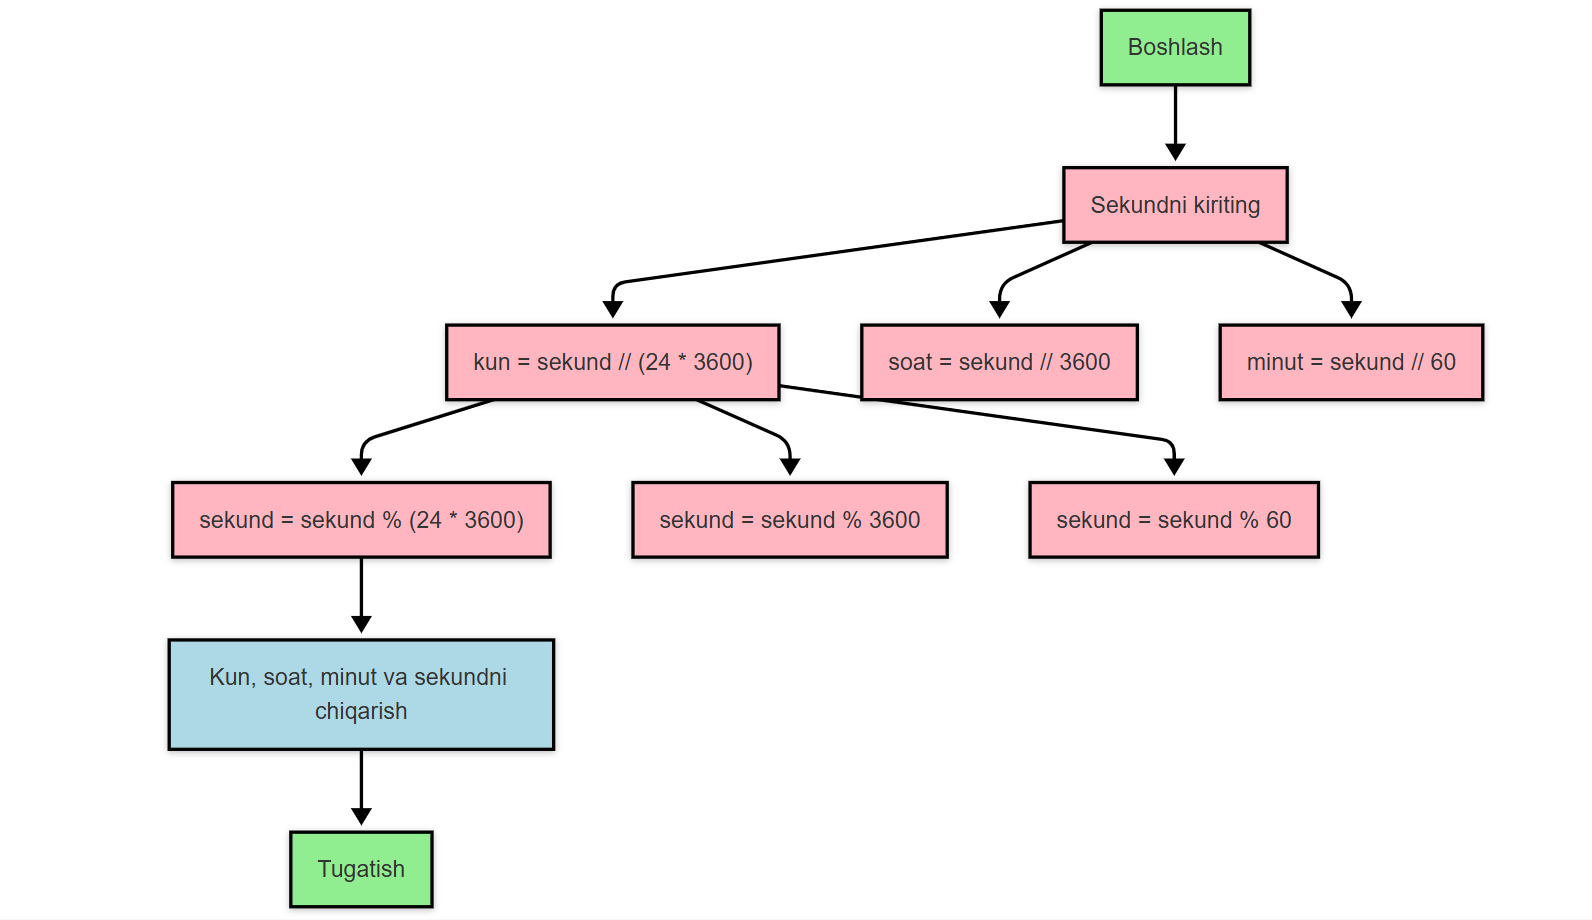 Boshlash
Sekundni kiriting
kun = sekund // (24 * 3600)
soat = sekund // 3600
minut = sekund // 60
sekund = sekund % (24 * 3600)
sekund = sekund % 3600
sekund = sekund % 60
Kun, soat, minut va sekundni
chiqarish
Tugatish